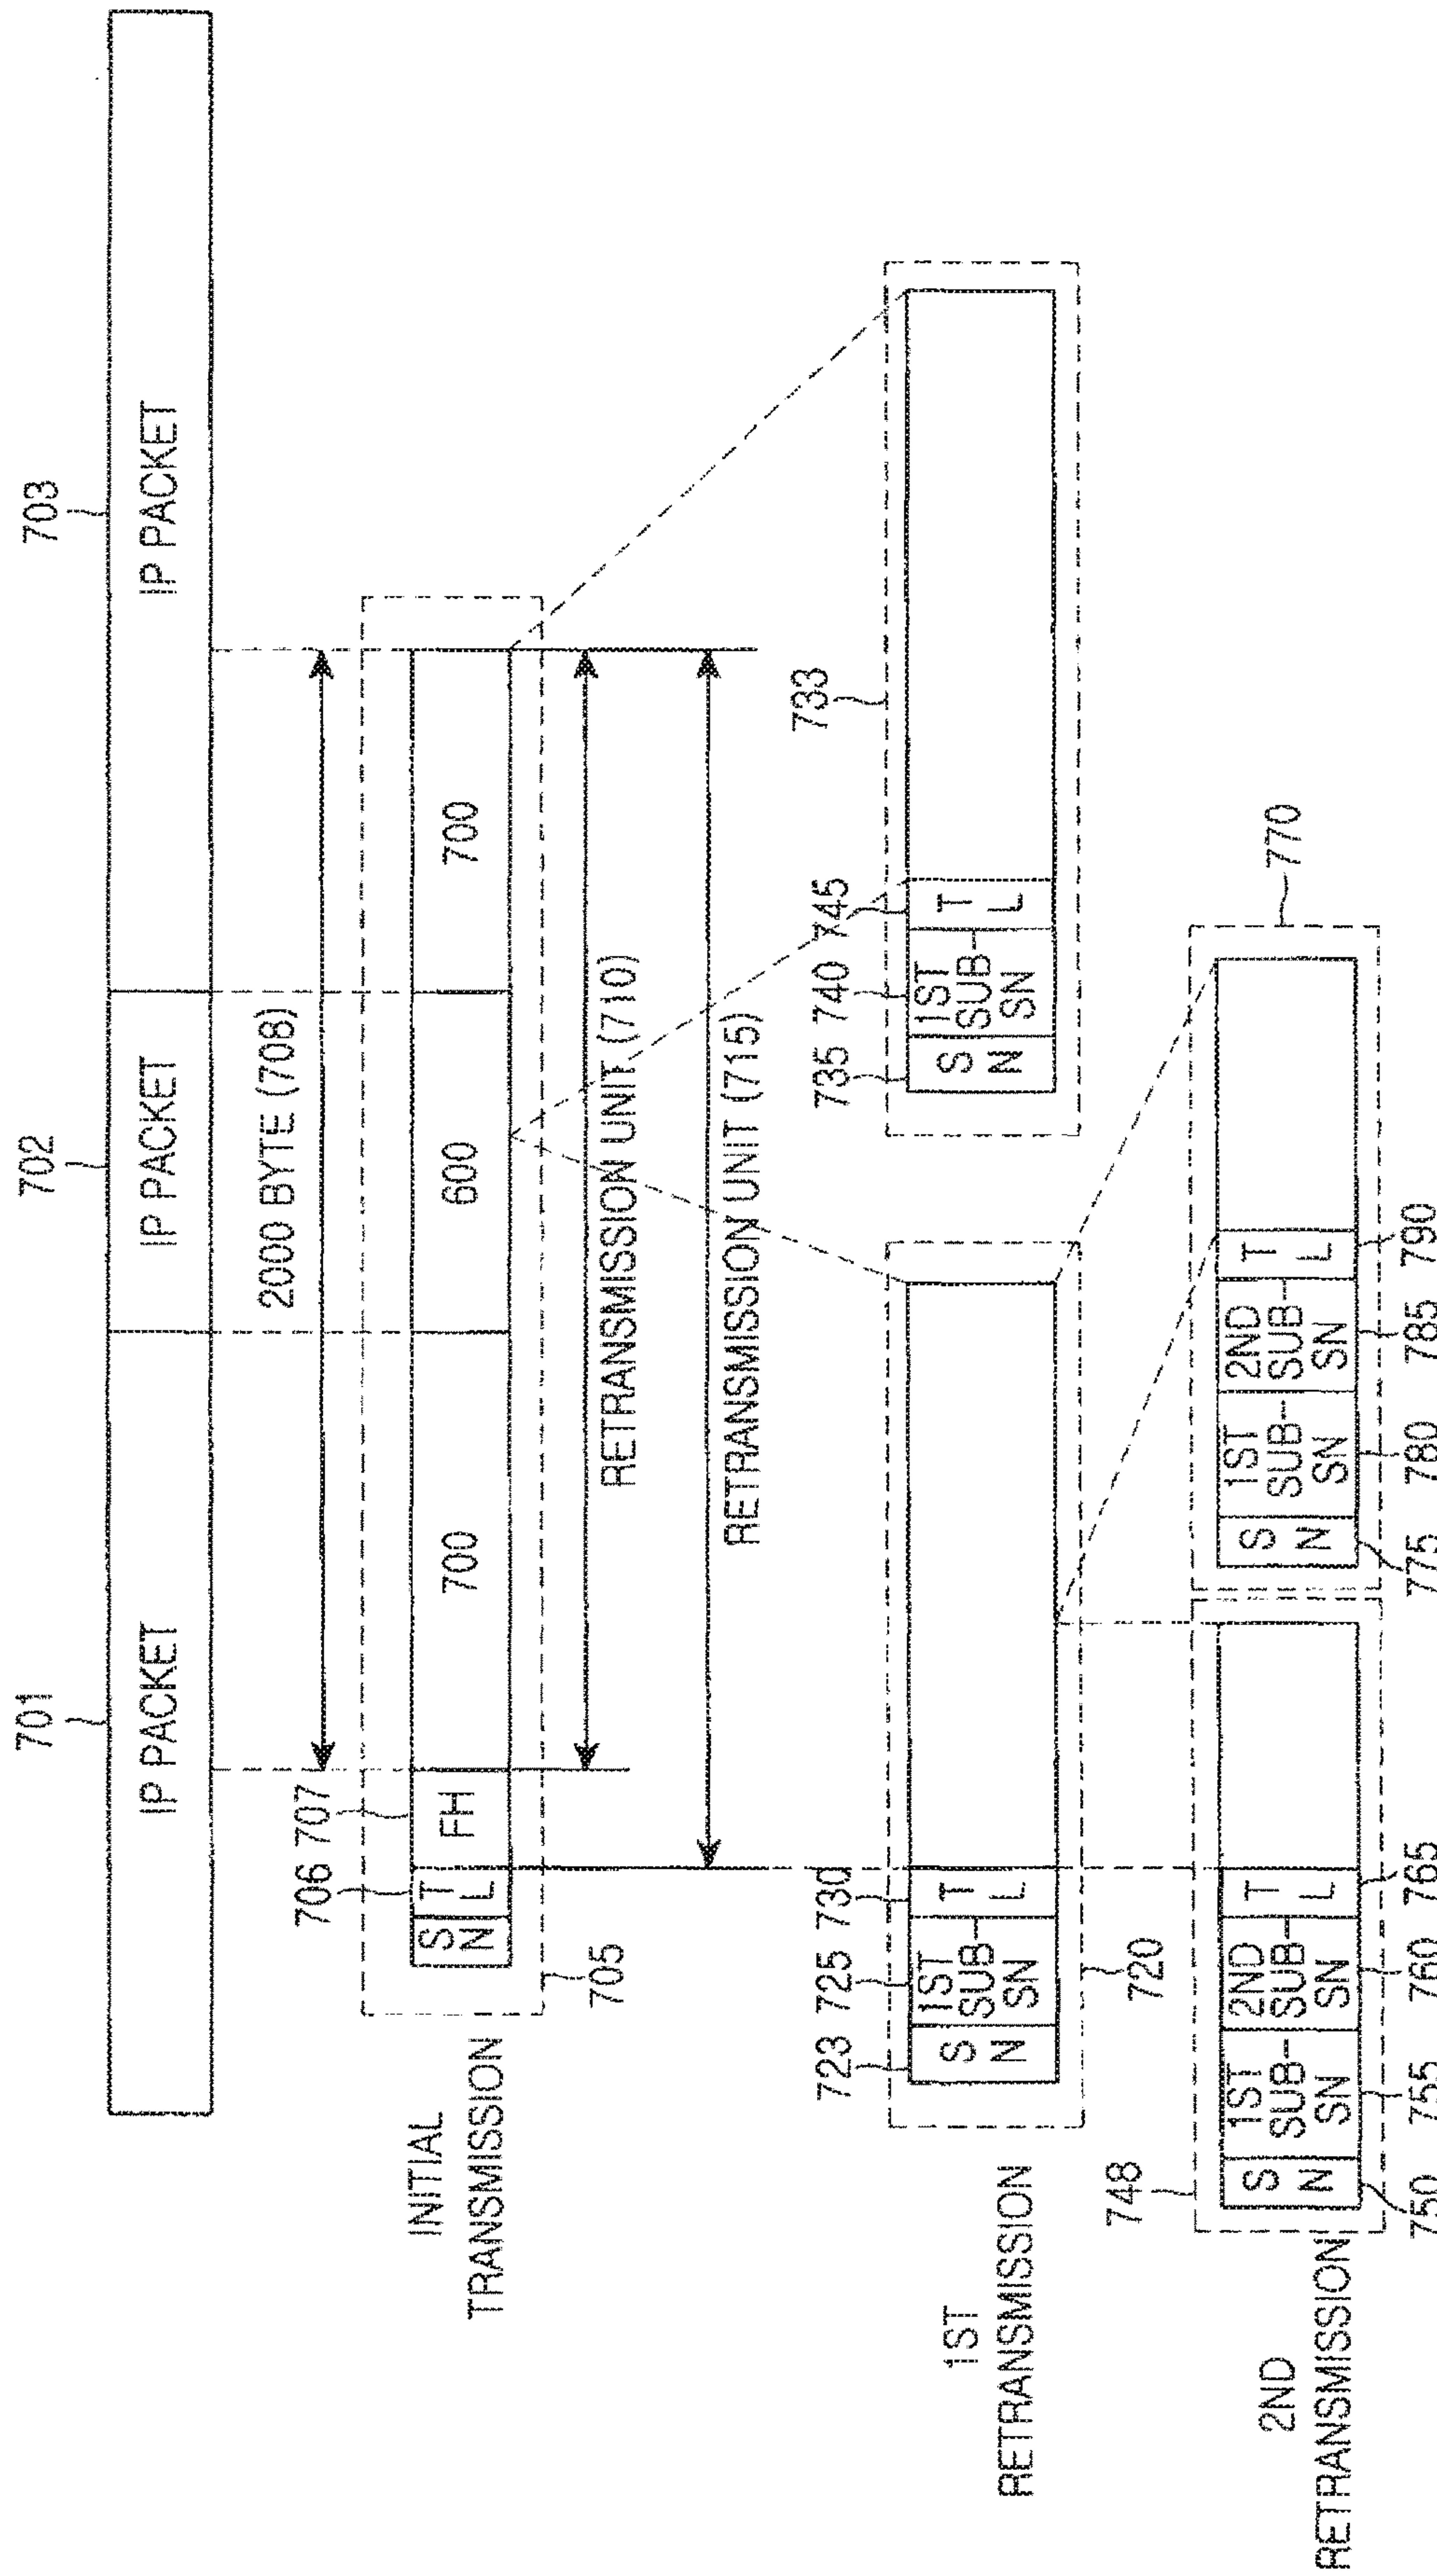 701
702
703
IP PACKET
IP PACKET
IP PACKET
2000 BYTE (708)
706
707
INITIAL
TRANSMISSION
S
N
T
L
FH
700
600
700
705
RETRANSMISSION UNIT (710)
RETRANSMISSION UNIT (715)
723
725
730
735
740
745
733
1ST
RETRANSMISSION
S
N
1ST
SUB-
SN
T
L
S
N
1ST
SUB-
SN
T
L
720
748
770
2ND
RETRANSMISSION
S
N
1ST
SUB-
SN
2ND
SUB-
SN
T
L
S
N
1ST
SUB-
SN
2ND
SUB-
SN
T
L
750
755
760
765
775
780
785
790